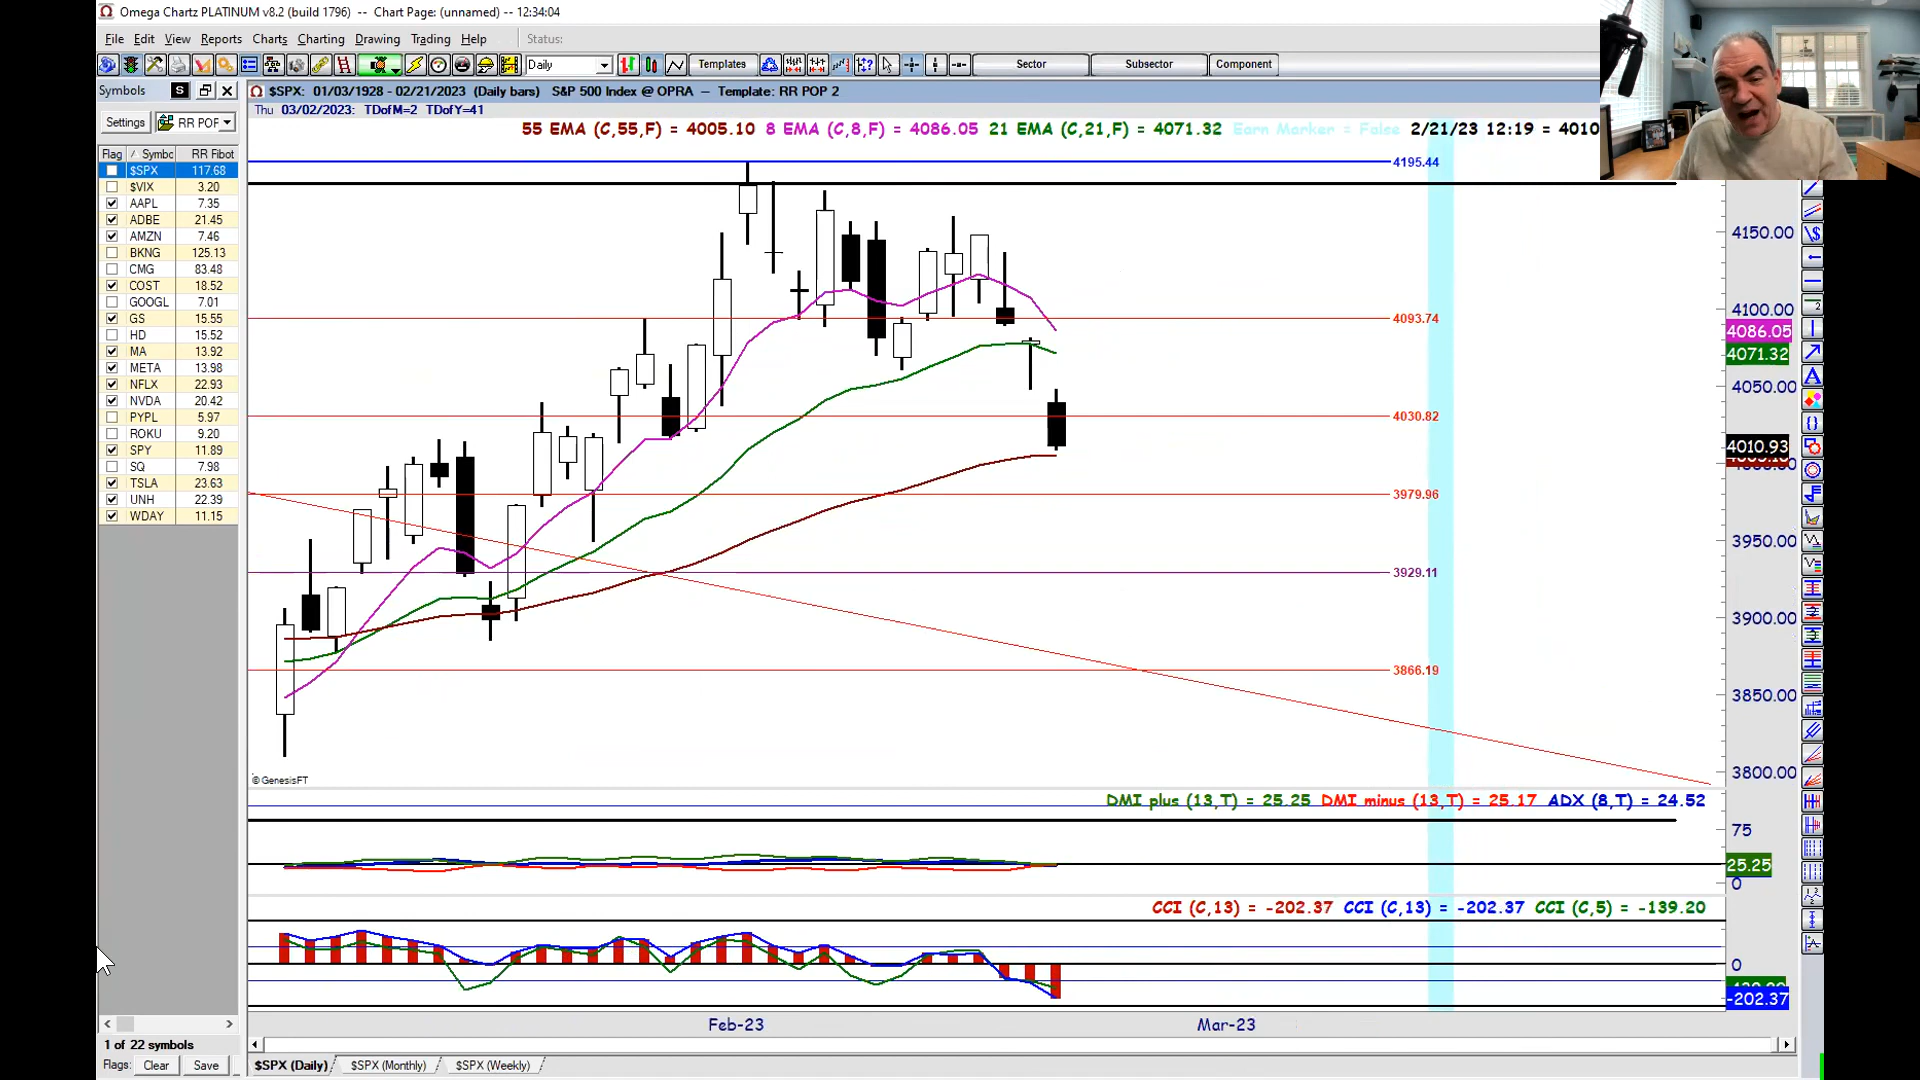 Omega Chartz PLATINUM v8.2 (build 1796) -- Chart Page: (unnamed) -- 12:34:04
File Edit View Reports Charts Charting Drawing Trading Help Status:
Daily Templates Sector Subsector Component
Symbols S
$SPX: 01/03/1928 - 02/21/2023 (Daily bars) S&P 500 Index @ OPRA -- Template: RR POP 2
Thu 03/02/2023: TDofM=2 TDofY=41
Settings RR POF
55 EMA (C,55,F) = 4005.10 8 EMA (C,8,F) = 4086.05 21 EMA (C,21,F) = 4071.32 Earn Marker = False 2/21/23 12:19 = 4010
Flag Symbc RR Fibot
$SPX 117.68
$VIX 3.20
AAPL 7.35
ADBE 21.45
AMZN 7.46
BKNG 125.13
CMG 83.48
COST 18.52
GOOGL 7.01
GS 15.55
HD 15.52
MA 13.92
META 13.98
NFLX 22.93
NVDA 20.42
PYPL 5.97
ROKU 9.20
SPY 11.89
SQ 7.98
TSLA 23.63
UNH 22.39
WDAY 11.15
4195.44
4093.74
4030.82
3979.96
3929.11
3866.19
4150.00
4100.00
4086.05
4071.32
4050.00
4010.93
3950.00
3900.00
3850.00
3800.00
© GenesisFT
DMI plus (13,T) = 25.25 DMI minus (13,T) = 25.17 ADX (8,T) = 24.52
75
25.25
0
CCI (C,13) = -202.37 CCI (C,13) = -202.37 CCI (C,5) = -139.20
0
-202.37
Feb-23 Mar-23
1 of 22 symbols
Flags: Clear Save
$SPX (Daily) $SPX (Monthly) $SPX (Weekly)